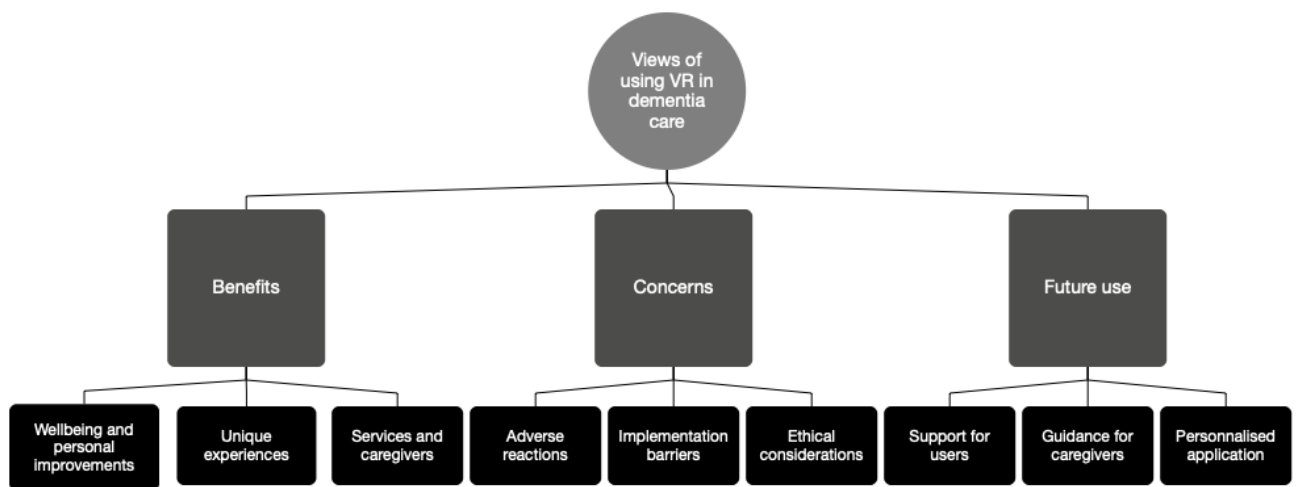 Views of
using VR in
dementia
care
Benefits
Concerns
Future use
Wellbeing and
personal
improvements
Unique
experiences
Services and
caregivers
Adverse
reactions
Implementation
barriers
Ethical
considerations
Support for
users
Guidance for
caregivers
Personnalised
application